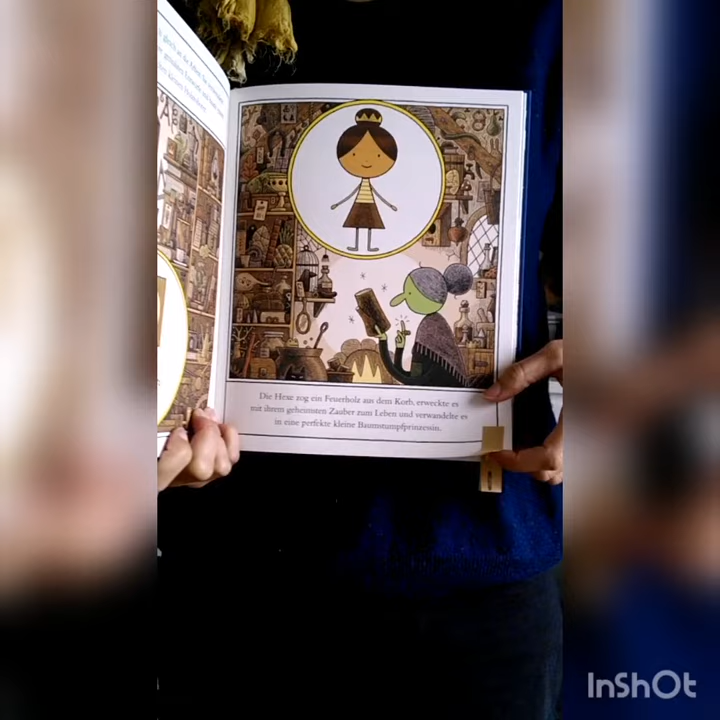 Die Hexe zog ein Feuerholz aus dem Korb, erweckte es
mit ihrem geheimsten Zauber zum Leben und verwandelte es
in eine perfekte kleine Baumstumpfprinzessin.
InShOt